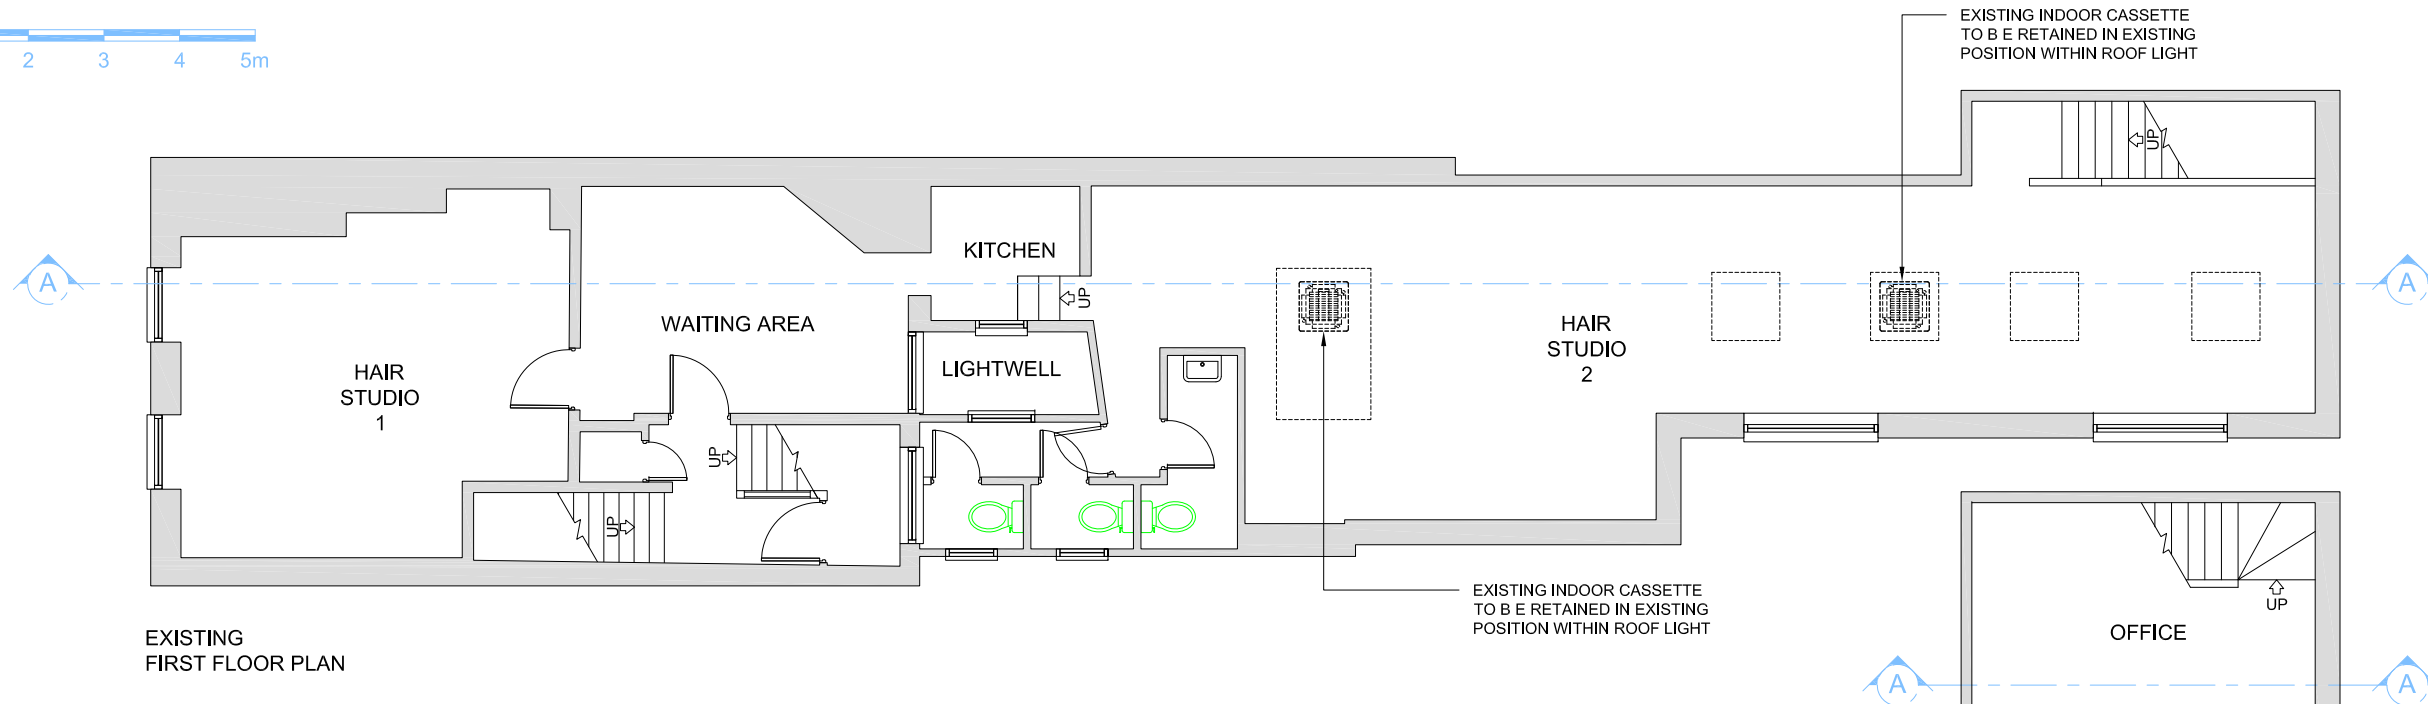 EXISTING INDOOR CASSETTE
TO B E RETAINED IN EXISTING
POSITION WITHIN ROOF LIGHT
2 3 4 5m
UP
KITCHEN
A
A
UP
WAITING AREA
HAIR
STUDIO
2
LIGHTWELL
HAIR
STUDIO
1
UP
UP
EXISTING INDOOR CASSETTE
TO B E RETAINED IN EXISTING
POSITION WITHIN ROOF LIGHT
UP
OFFICE
EXISTING
FIRST FLOOR PLAN
A
A